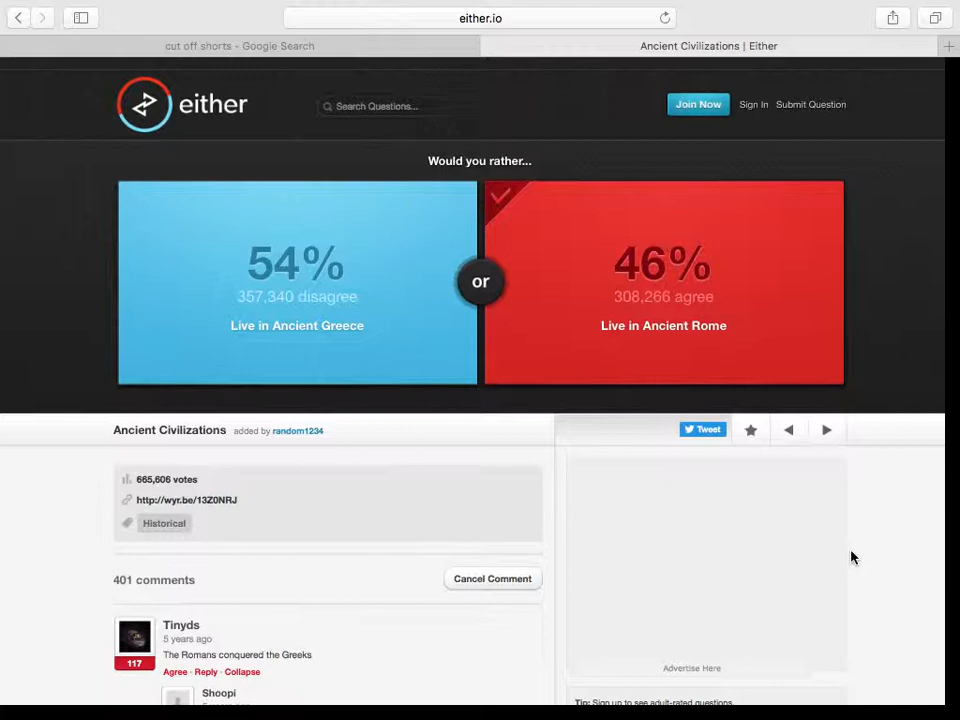 either.io
cut off shorts - Google Search
Ancient Civilizations | Either
either
Search Questions...
Join Now
Sign In
Submit Question
Would you rather...
54%
357,340 disagree
Live in Ancient Greece
or
46%
308,266 agree
Live in Ancient Rome
Ancient Civilizations added by random1234
Tweet
665,606 votes
http://wyr.be/13Z0NRJ
Historical
401 comments
Cancel Comment
Tinyds
5 years ago
The Romans conquered the Greeks
117
Agree · Reply · Collapse
Shoopi
Advertise Here
Tip: Sign up to see adult-rated questions.